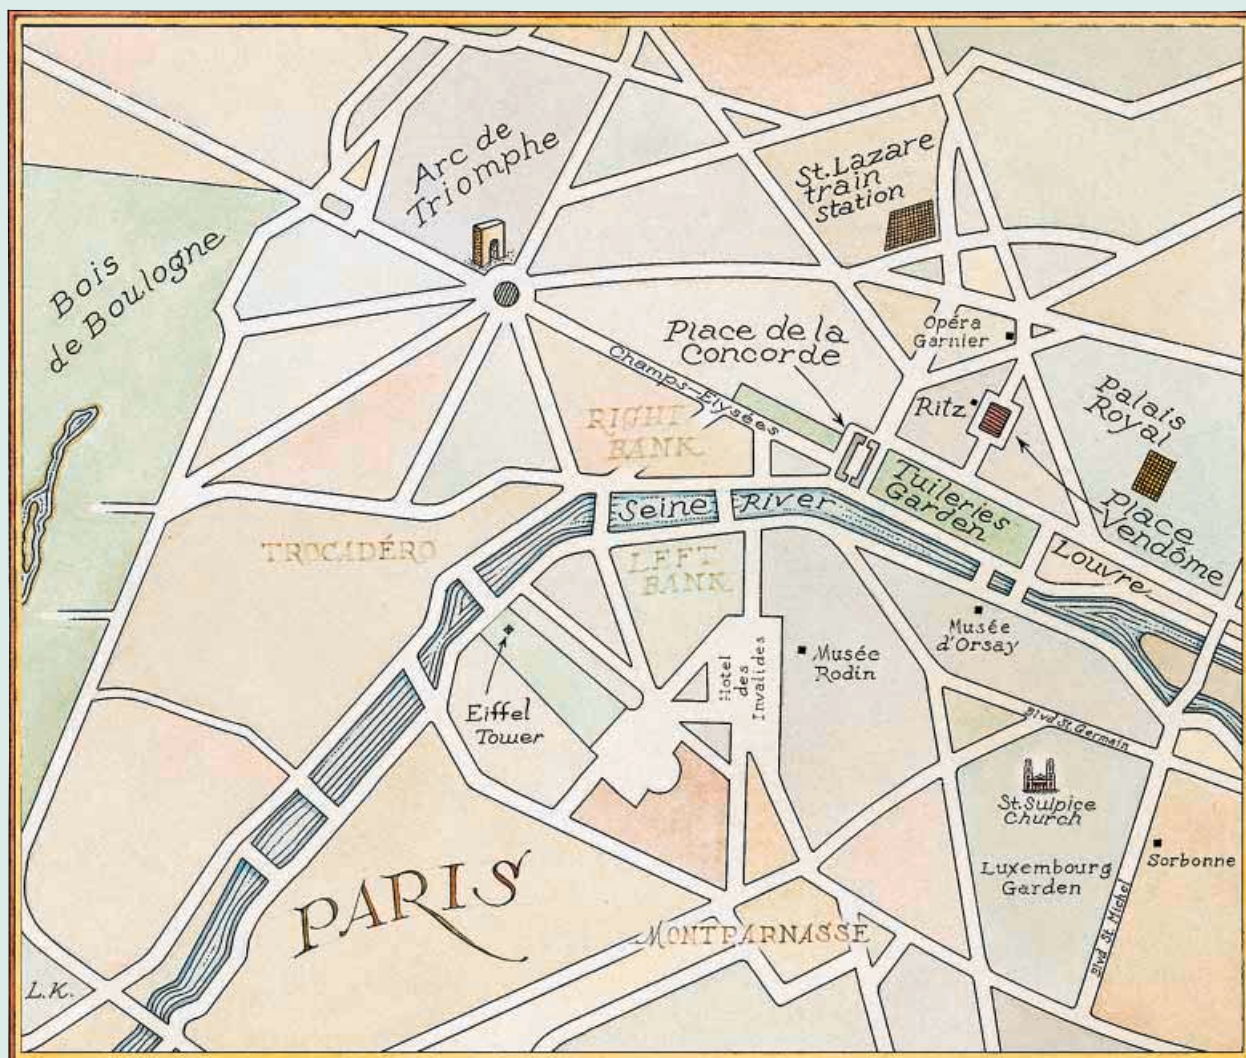 Arc de
Triomphe
St. Lazare
train
station
Bois
de Boulogne
Place de la
Concorde
Opéra
Garnier
Champs-Elysées
Ritz
Palais
Royal
RIGHT
BANK
Tuileries
Garden
Place
Vendôme
Seine River
TROCADÉRO
LEFT
BANK
Louvre
Musée
d'Orsay
Musée
Rodin
Hotel
des
Invalides
Eiffel
Tower
Blvd St. Germain
St. Sulpice
Church
Sorbonne
Luxembourg
Garden
PARIS
Blvd St. Michel
MONTPARNASSE
L.K.